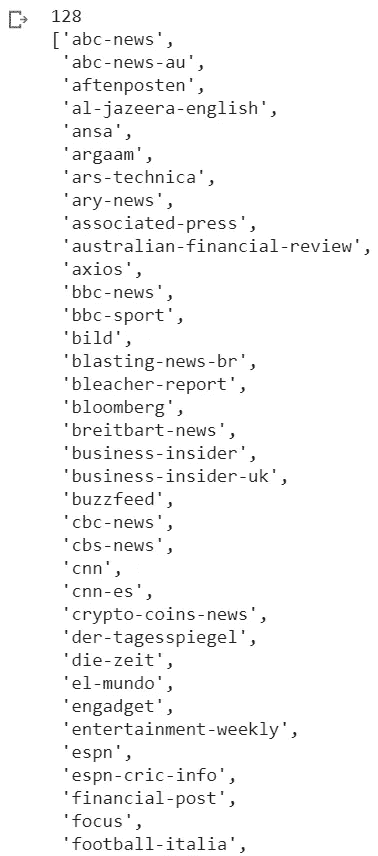 128
['abc-news',
'abc-news-au',
'aftenposten',
'al-jazeera-english',
'ansa',
'argaam',
'ars-technica',
'ary-news',
'associated-press',
'australian-financial-review',
'axios',
'bbc-news',
'bbc-sport',
'bild',
'blasting-news-br',
'bleacher-report',
'bloomberg',
'breitbart-news',
'business-insider',
'business-insider-uk',
'buzzfeed',
'cbc-news',
'cbs-news',
'cnn',
'cnn-es',
'crypto-coins-news',
'der-tagesspiegel',
'die-zeit',
'el-mundo',
'engadget',
'entertainment-weekly',
'espn',
'espn-cric-info',
'financial-post',
'focus',
'football-italia',